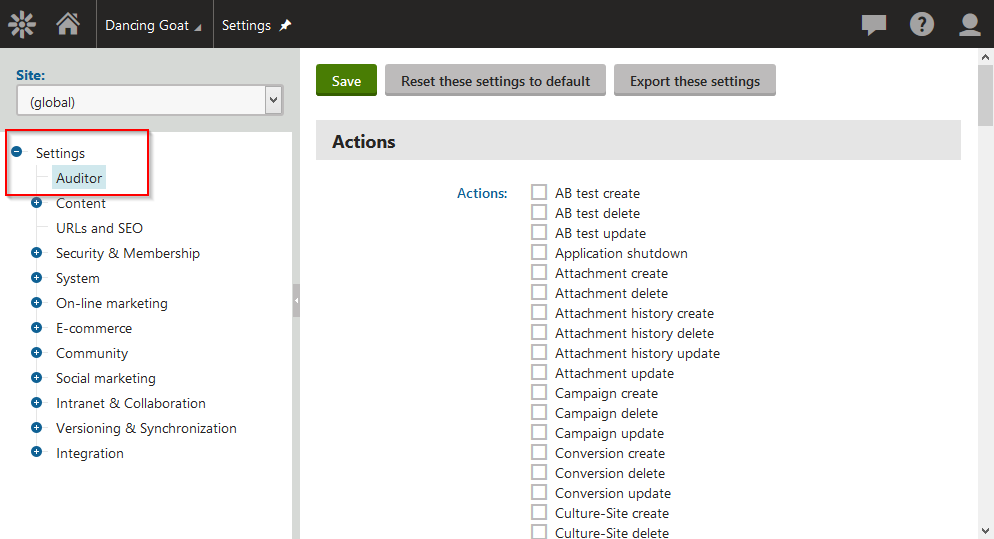 Dancing Goat
Settings
Site:
(global)
Settings
Auditor
Content
URLs and SEO
Security & Membership
System
On-line marketing
E-commerce
Community
Social marketing
Intranet & Collaboration
Versioning & Synchronization
Integration
Save
Reset these settings to default
Export these settings
Actions
Actions:
AB test create
AB test delete
AB test update
Application shutdown
Attachment create
Attachment delete
Attachment history create
Attachment history delete
Attachment history update
Attachment update
Campaign create
Campaign delete
Campaign update
Conversion create
Conversion delete
Conversion update
Culture-Site create
Culture-Site delete